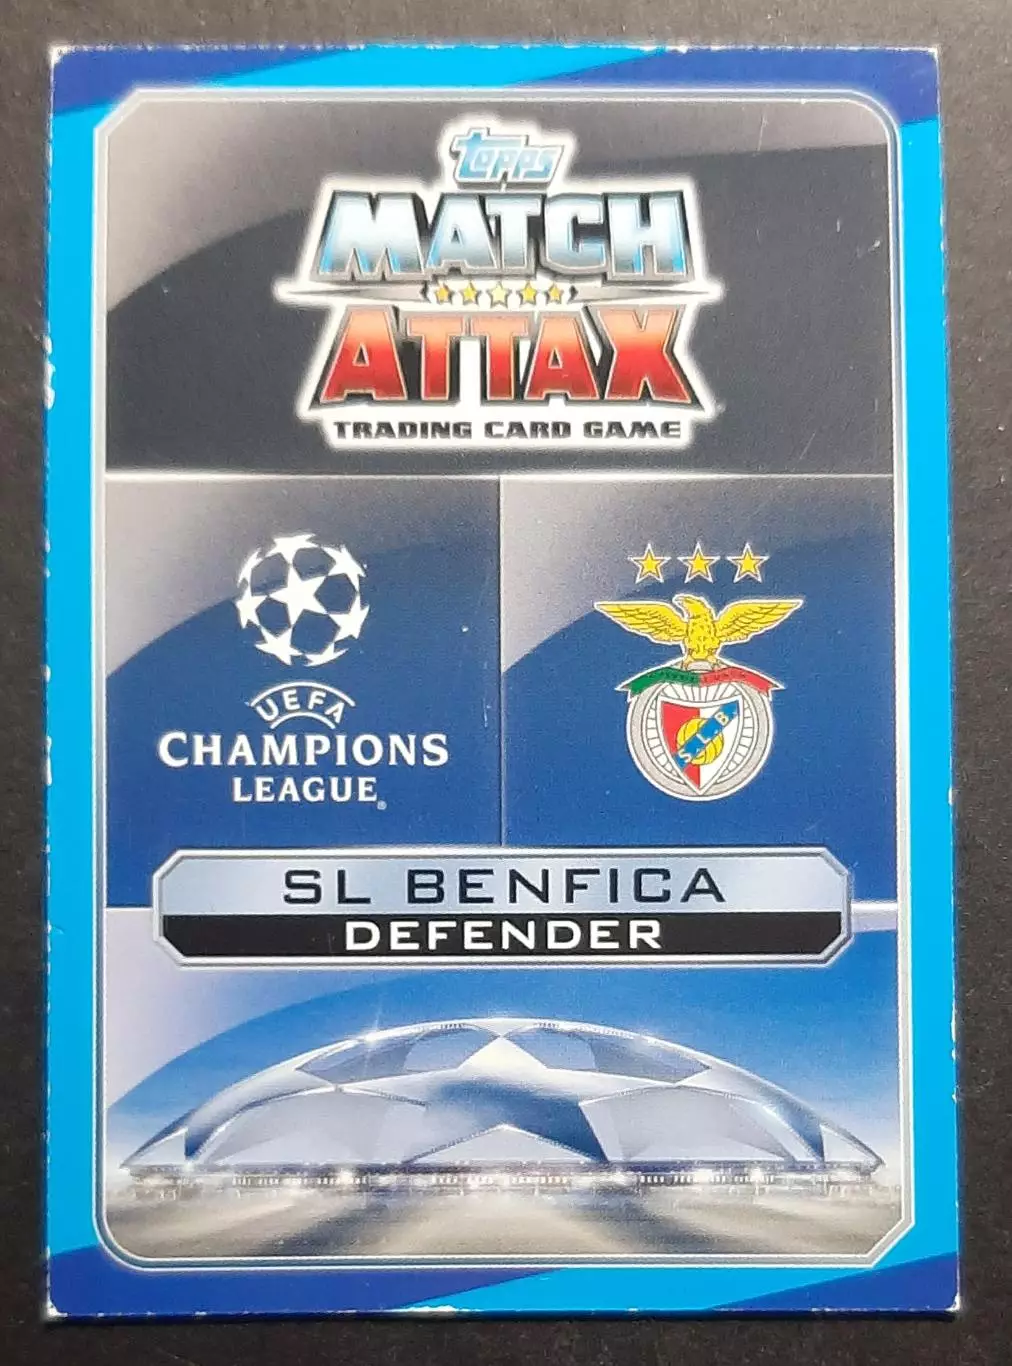 topps
MATCH
ATTAX
TRADING CARD GAME
UEFA
CHAMPIONS
LEAGUE®
S.L.B.
SL BENFICA
DEFENDER